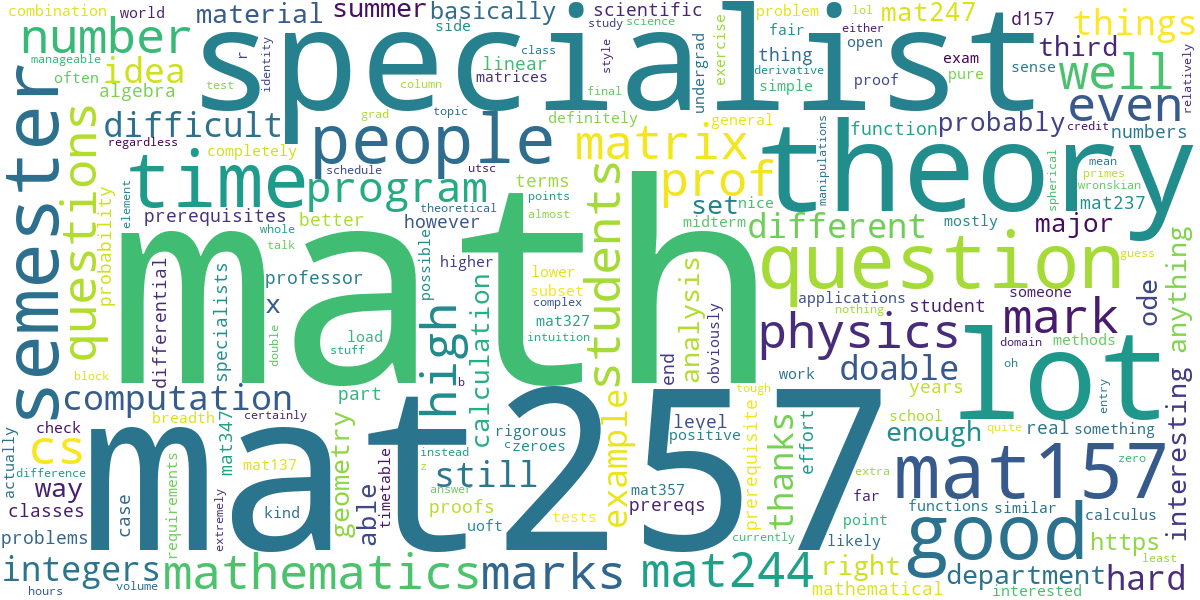 combination
world
material
summer
basically
scientific
problem
lol
either
mat247
things
number
specialist
side
study
science
fair
open
d157
third
manageable
idea
r
identity
linear
class
style
thing
exam
sense
well
often
algebra
test
column
matrices
undergrad
exercise
derivative
simple
proof
pure
relatively
final
even
semester
questions
difficult
regardless
completely
people
grad
topic
definitely
matrix
general
manipulations
function
probably
credit
numbers
theory
time
schedule
program
utsc
terms
students
prof
set
nice
spherical
mean
primes
wronskian
mat237
element
probability
prerequisites
better
however
theoretical
points
almost
midterm
different
mostly
major
anything
whole
talk
math
question
guess
differential
specialists
professor
possible
higher
lower
subset
analysis
obviously
applications
nothing
student
someone
ode
x
high
calculation
complex
mat327
intuition
physics
mark
domain
methods
load
stuff
double
end
work
doable
oh
lot
interesting
block
computation
part
b
example
tough
years
entry
check
breadth
certainly
mat347
level
positive
thanks
effort
school
enough
quite
real
something
actually
cs
mat137
geometry
able
timetable
still
instead
rigorous
c
zeroes
mat257
prerequisite
mat157
zero
difference
way
classes
case
requirements
extremely
kind
z
answer
proofs
uoft
mat357
prereqs
tests
extra
far
point
likely
functions
similar
calculus
problems
currently
good
https
least
integers
mathematics
marks
mat244
right
department
hard
hours
volume
mathematical
interested